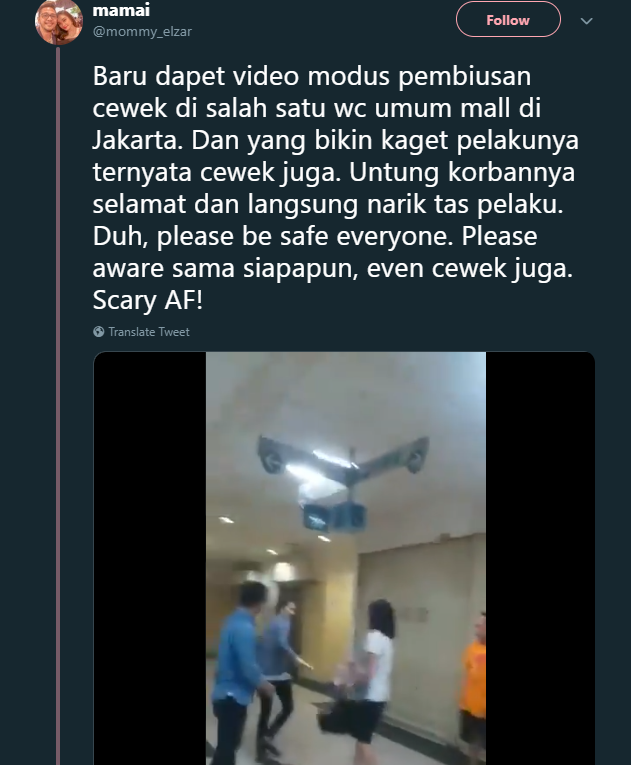 mamai
@mommy_elzar
Follow
Baru dapet video modus pembiusan
cewek di salah satu wc umum mall di
Jakarta. Dan yang bikin kaget pelakunya
ternyata cewek juga. Untung korbannya
selamat dan langsung narik tas pelaku.
Duh, please be safe everyone. Please
aware sama siapapun, even cewek juga.
Scary AF!
Translate Tweet